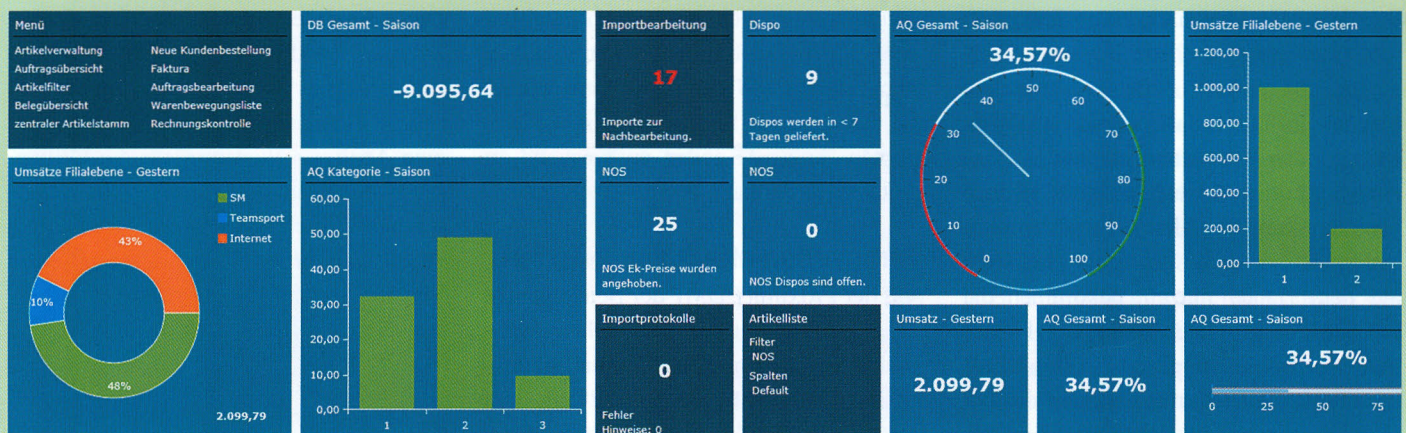 Menü
Artikelverwaltung
Neue Kundenbestellung
Auftragsübersicht
Faktura
Artikelfilter
Auftragsbearbeitung
Belegübersicht
Warenbewegungsliste
zentraler Artikelstamm
Rechnungskontrolle
DB Gesamt - Saison
-9.095,64
Importbearbeitung
17
Importe zur
Nachbearbeitung.
Dispo
9
Dispos werden in < 7
Tagen geliefert.
AQ Gesamt - Saison
34,57%
0
10
20
30
40
50
60
70
80
90
100
Umsätze Filialebene - Gestern
1.200,00
1.000,00
800,00
600,00
400,00
200,00
0,00
1
2
Umsätze Filialebene - Gestern
SM
Teamsport
Internet
43%
10%
48%
2.099,79
AQ Kategorie - Saison
60,00
50,00
40,00
30,00
20,00
10,00
0,00
1
2
3
NOS
25
NOS Ek-Preise wurden
angehoben.
NOS
0
NOS Dispos sind offen.
Importprotokolle
0
Fehler
Hinweise: 0
Artikelliste
Filter
NOS
Spalten
Default
Umsatz - Gestern
2.099,79
AQ Gesamt - Saison
34,57%
AQ Gesamt - Saison
34,57%
0
25
50
75